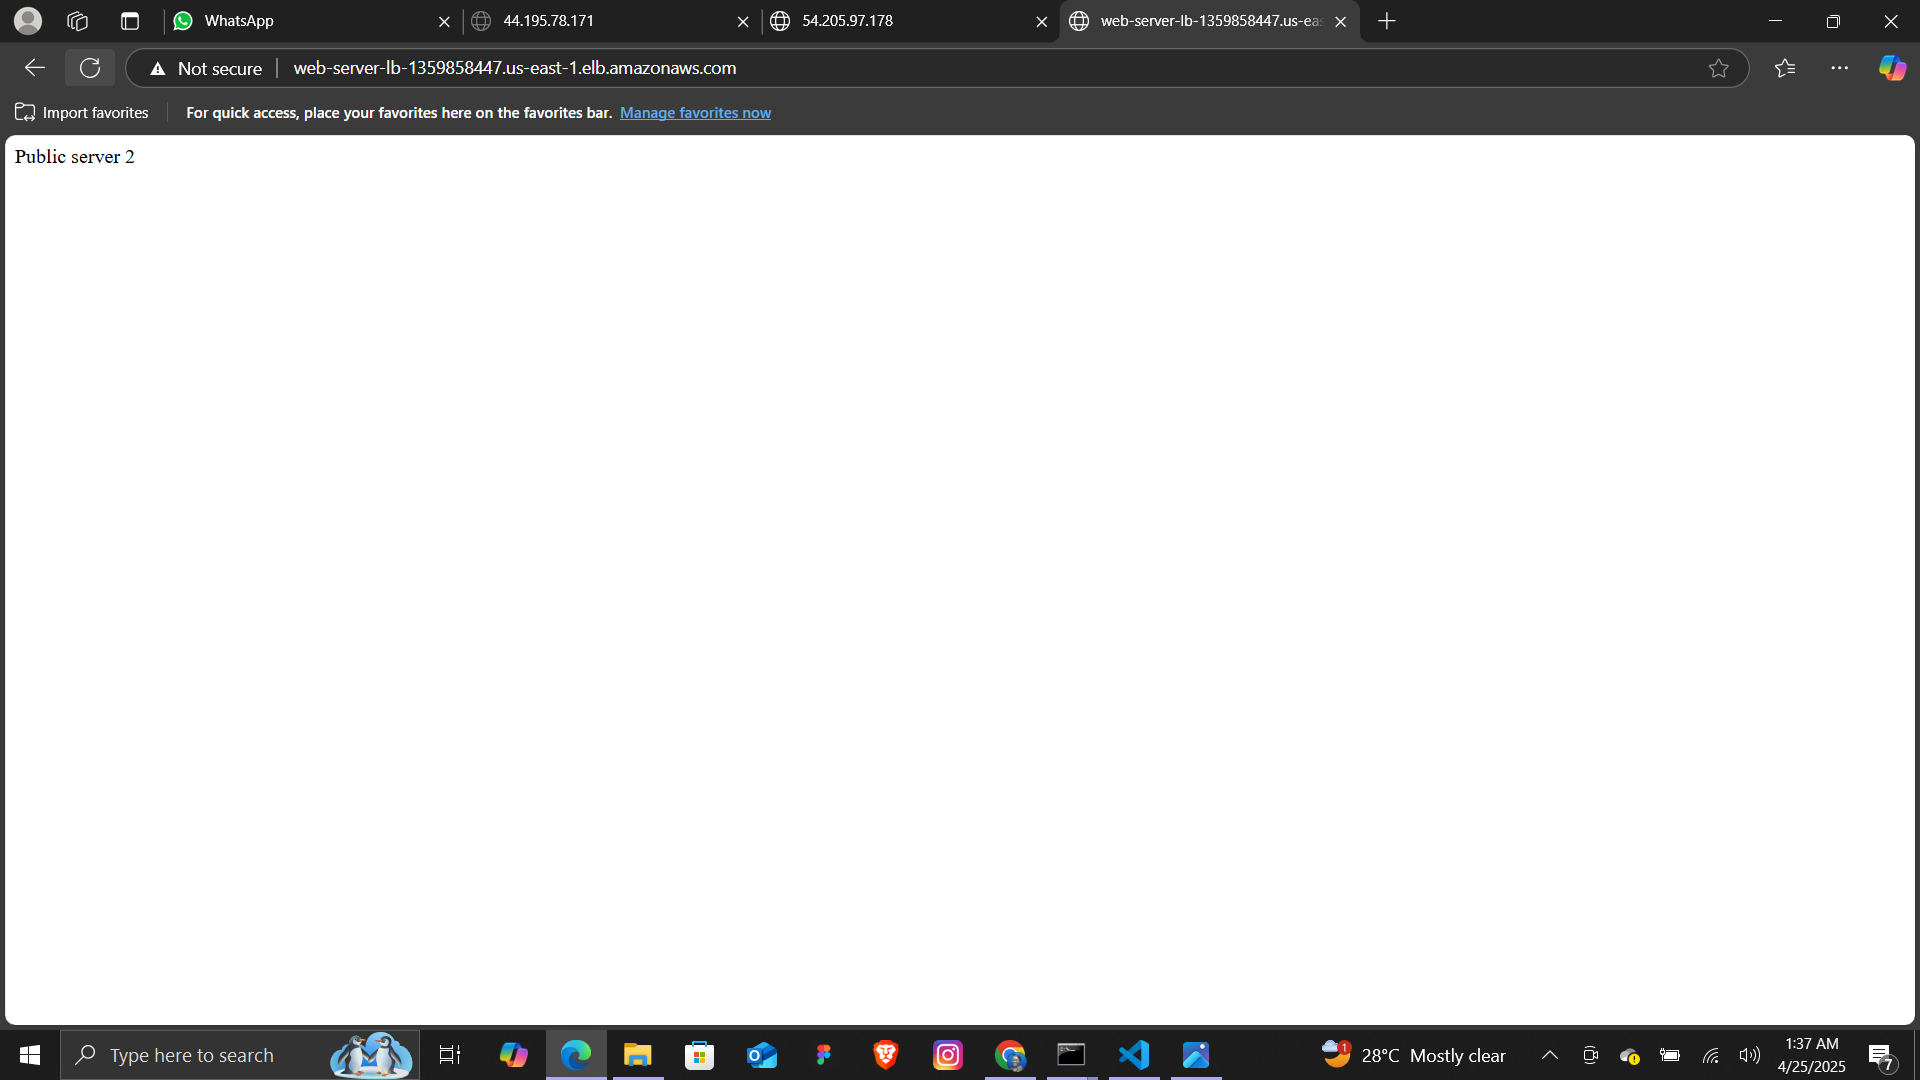 WhatsApp
44.195.78.171
54.205.97.178
web-server-lb-1359858447.us-eas
Not secure
web-server-lb-1359858447.us-east-1.elb.amazonaws.com
Import favorites
For quick access, place your favorites here on the favorites bar. Manage favorites now
Public server 2
Type here to search
1
28°C Mostly clear
1:37 AM
4/25/2025
7